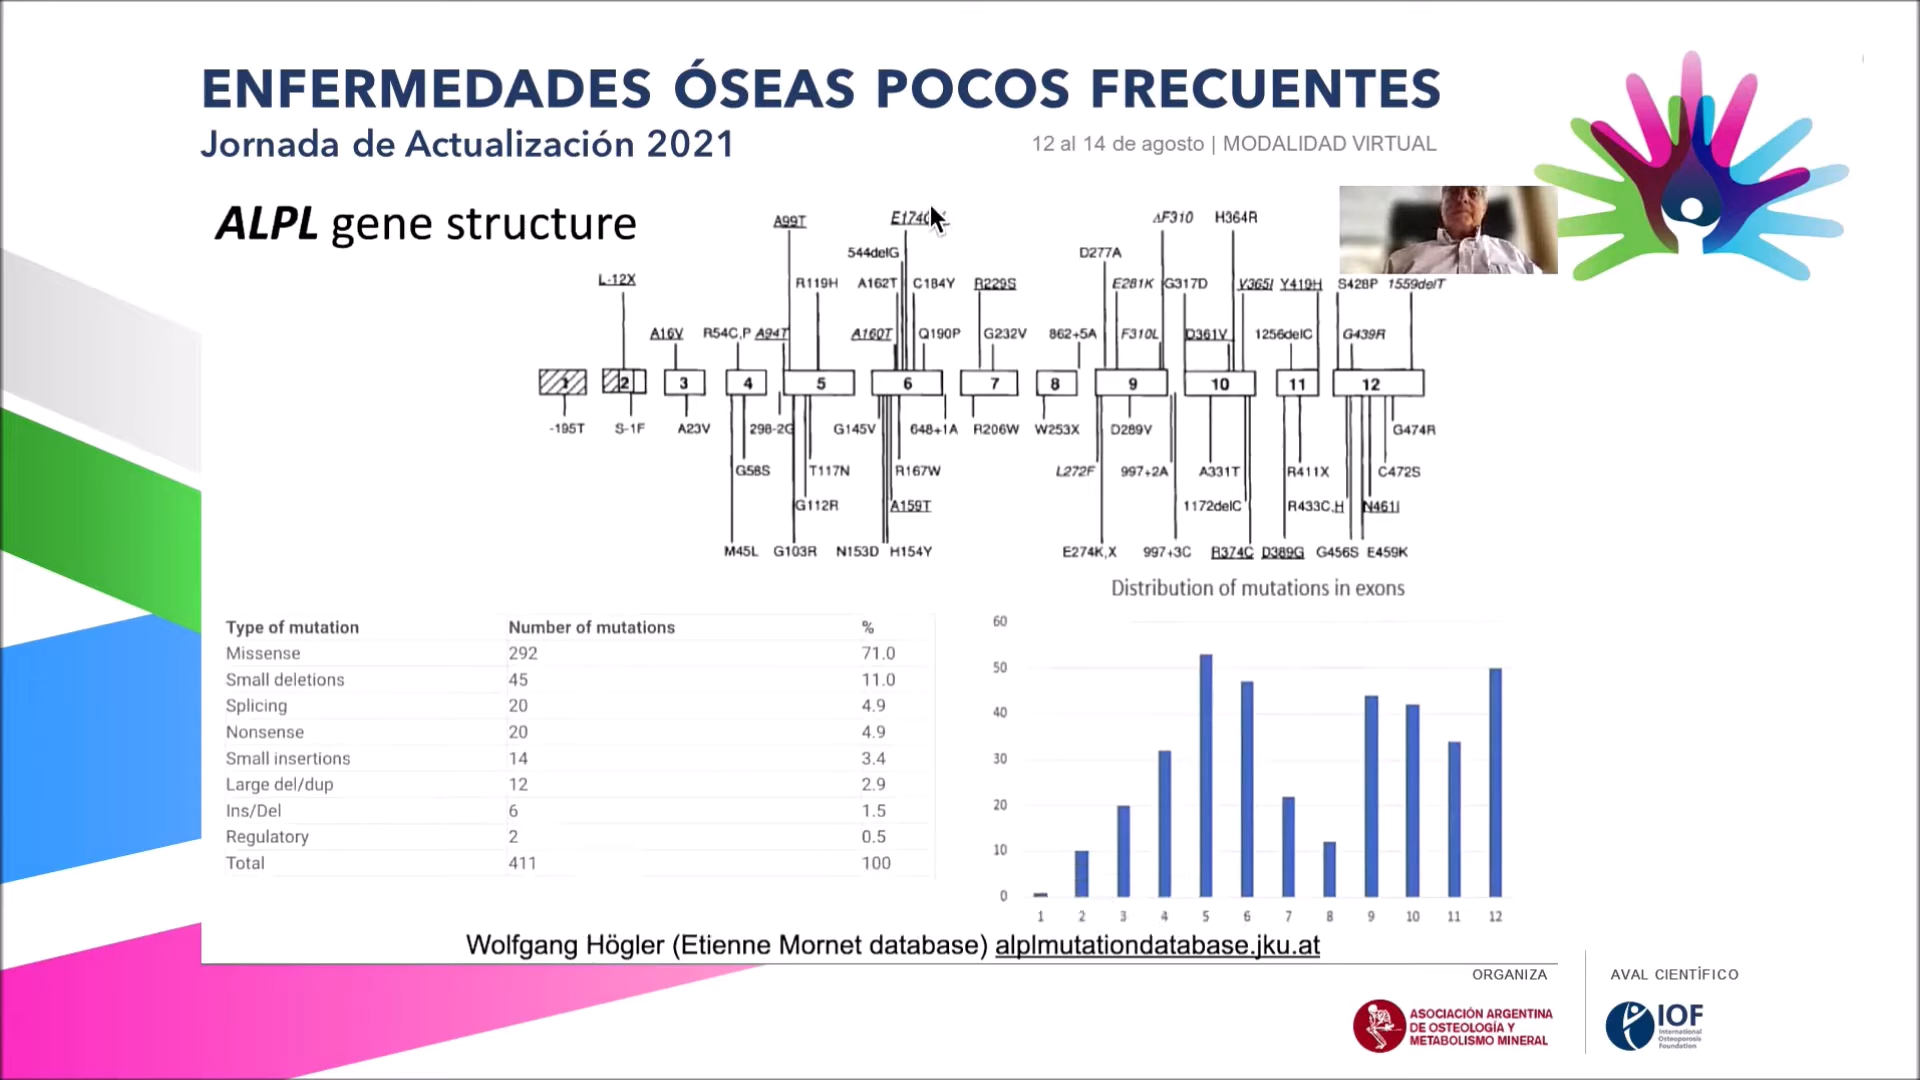 ENFERMEDADES ÓSEAS POCOS FRECUENTES
Jornada de Actualización 2021
12 al 14 de agosto | MODALIDAD VIRTUAL
ALPL gene structure
A99T
ΔF310 H364R
544delG
D277A
L-12X
R119H A162T C184Y R229S
E281K G317D V365I Y419H S428P 1559delT
A16V R54C,P A94T
A160T Q190P G232V 862+5A F310L D361V 1256delC G439R
1 2 3 4 5 6 7 8 9 10 11 12
-195T S-1F A23V 298-2G G145V 648+1A R206W W253X D289V G474R
G58S T117N R167W L272F 997+2A A331T R411X C472S
G112R A159T 1172delC R433C,H N461I
M45L G103R N153D H154Y E274K,X 997+3C R374C D389G G456S E459K
Type of mutation Number of mutations %
Missense 292 71.0
Small deletions 45 11.0
Splicing 20 4.9
Nonsense 20 4.9
Small insertions 14 3.4
Large del/dup 12 2.9
Ins/Del 6 1.5
Regulatory 2 0.5
Total 411 100
Distribution of mutations in exons
60
50
40
30
20
10
0
1 2 3 4 5 6 7 8 9 10 11 12
Wolfgang Högler (Etienne Mornet database) alplmutationdatabase.jku.at
ORGANIZA
ASOCIACIÓN ARGENTINA
DE OSTEOLOGÍA Y
METABOLISMO MINERAL
AVAL CIENTÍFICO
IOF
International
Osteoporosis
Foundation